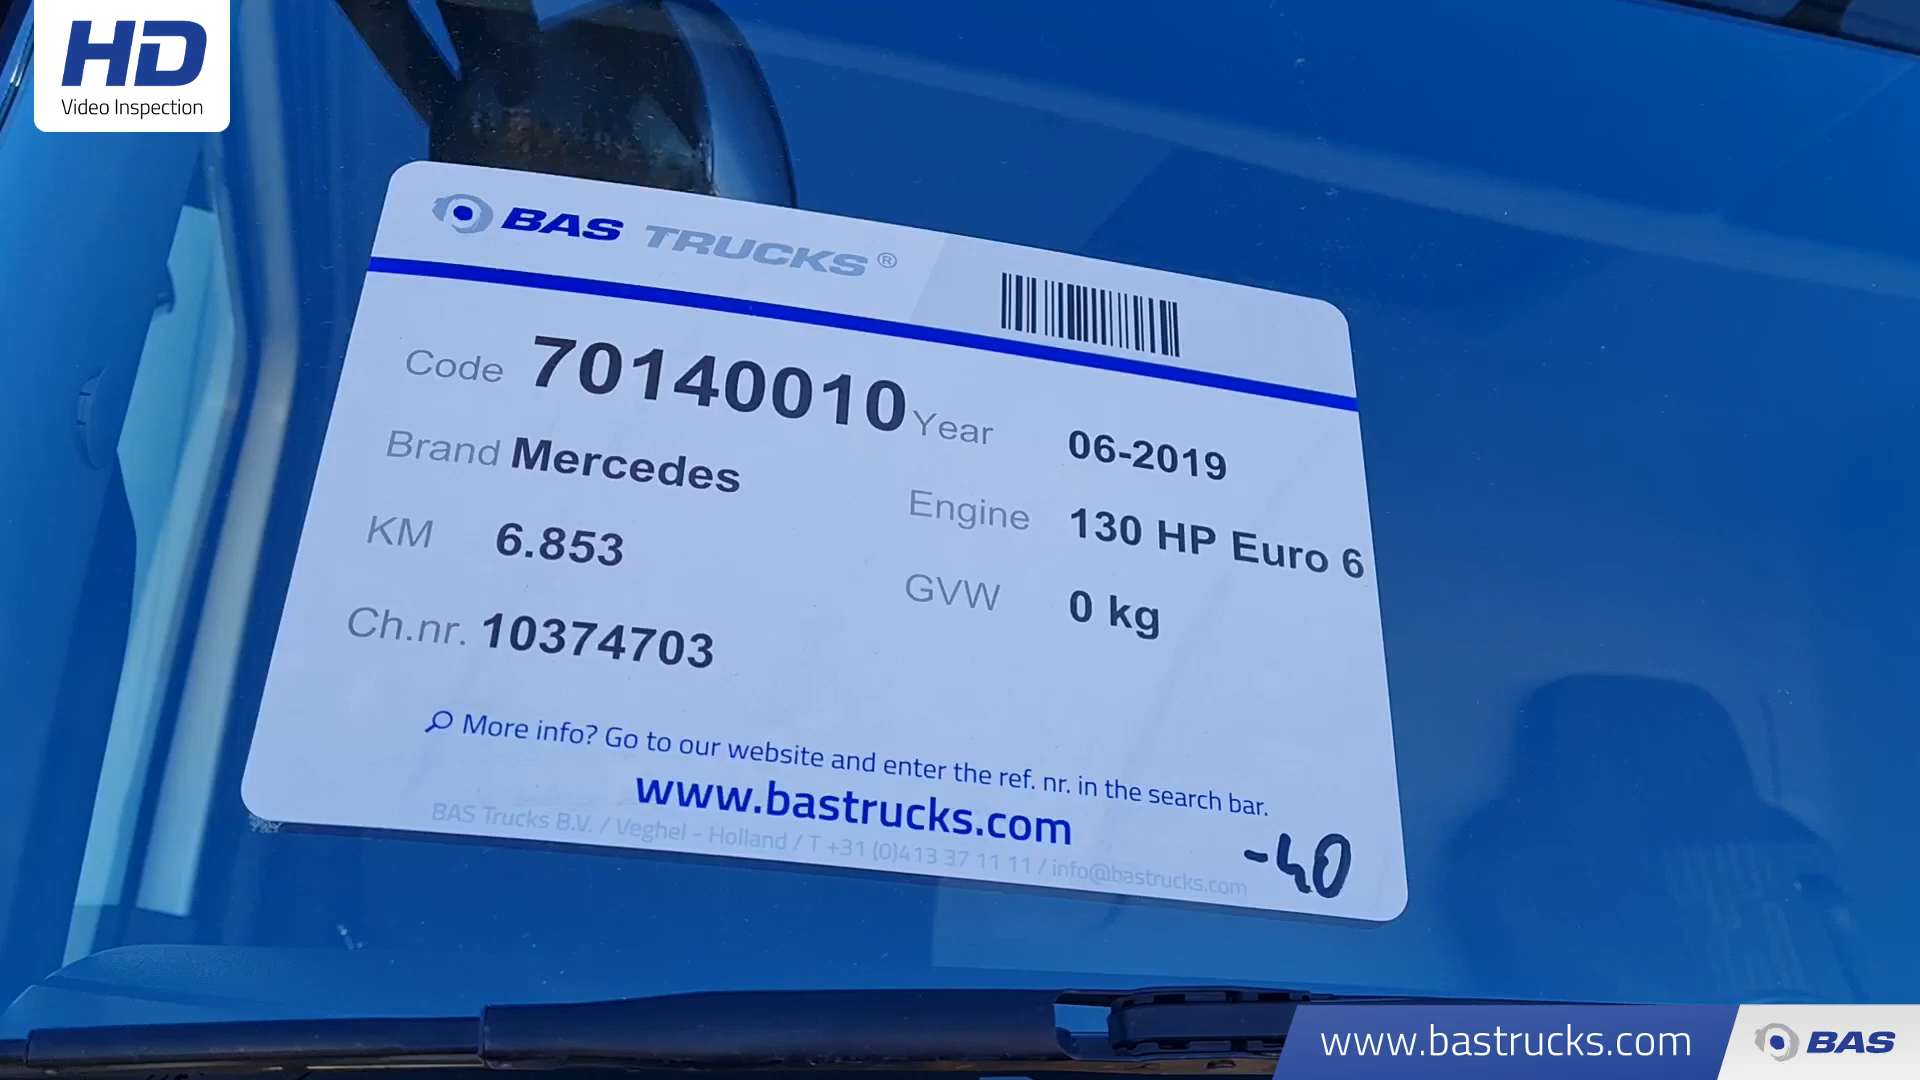 HD
Video Inspection
BAS TRUCKS®
Code 70140010
Year 06-2019
Brand Mercedes
Engine 130 HP Euro 6
KM 6.853
GVW 0 kg
Ch.nr. 10374703
More info? Go to our website and enter the ref. nr. in the search bar.
www.bastrucks.com
BAS Trucks B.V. / Veghel - Holland / T +31 (0)413 37 11 11 / info@bastrucks.com
-40
www.bastrucks.com
BAS